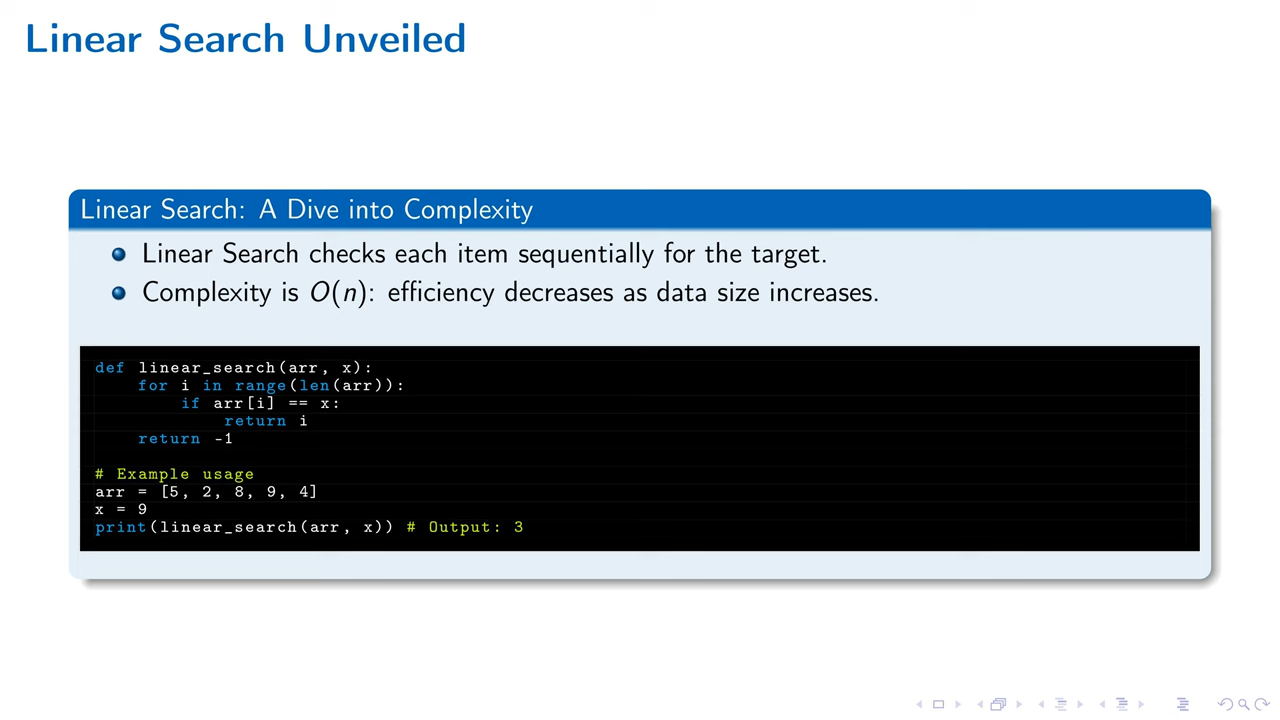 Linear Search Unveiled
Linear Search: A Dive into Complexity
Linear Search checks each item sequentially for the target.
Complexity is O(n): efficiency decreases as data size increases.
def linear_search(arr, x):
    for i in range(len(arr)):
        if arr[i] == x:
            return i
    return -1
# Example usage
arr = [5, 2, 8, 9, 4]
x = 9
print(linear_search(arr, x)) # Output: 3